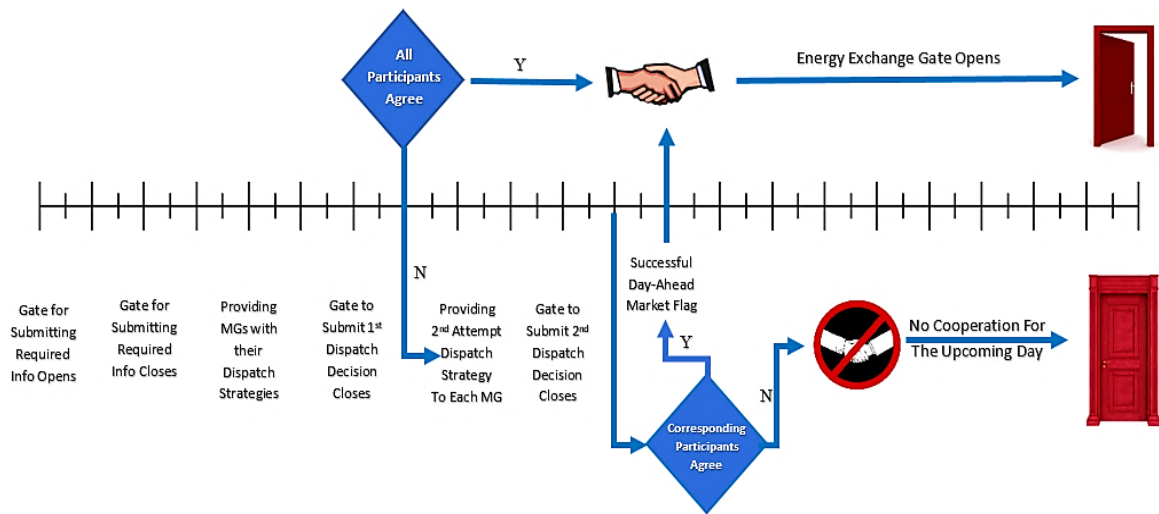 All
Participants
Agree
Y
Energy Exchange Gate Opens
N
Gate for
Submitting
Required
Info Opens
Gate for
Submitting
Required
Info Closes
Providing
MGs with
their
Dispatch
Strategies
Gate to
Submit 1st
Dispatch
Decision
Closes
Providing
2nd Attempt
Dispatch
Strategy
To Each MG
Gate to
Submit 2nd
Dispatch
Decision
Closes
Successful
Day-Ahead
Market Flag
Y
Corresponding
Participants
Agree
N
No Cooperation For
The Upcoming Day